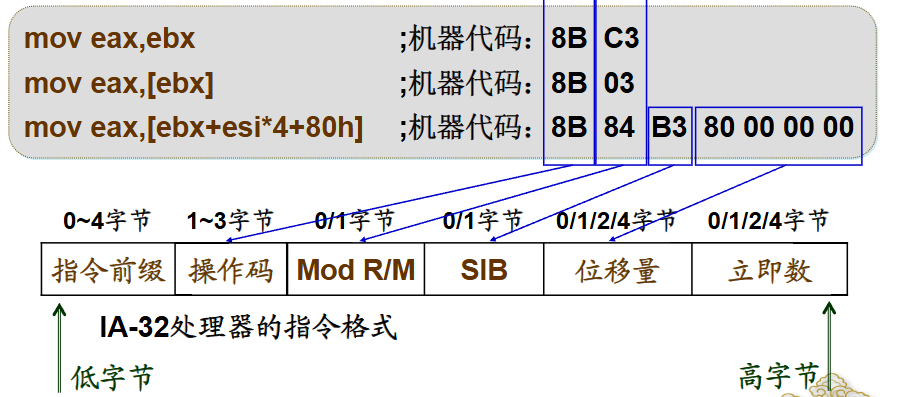 mov eax,ebx ;机器代码：8B C3
mov eax,[ebx] ;机器代码：8B 03
mov eax,[ebx+esi*4+80h] ;机器代码：8B 84 B3 80 00 00 00
0~4字节 1~3字节 0/1字节 0/1字节 0/1/2/4字节 0/1/2/4字节
指令前缀 操作码 Mod R/M SIB 位移量 立即数
IA-32处理器的指令格式
低字节 高字节